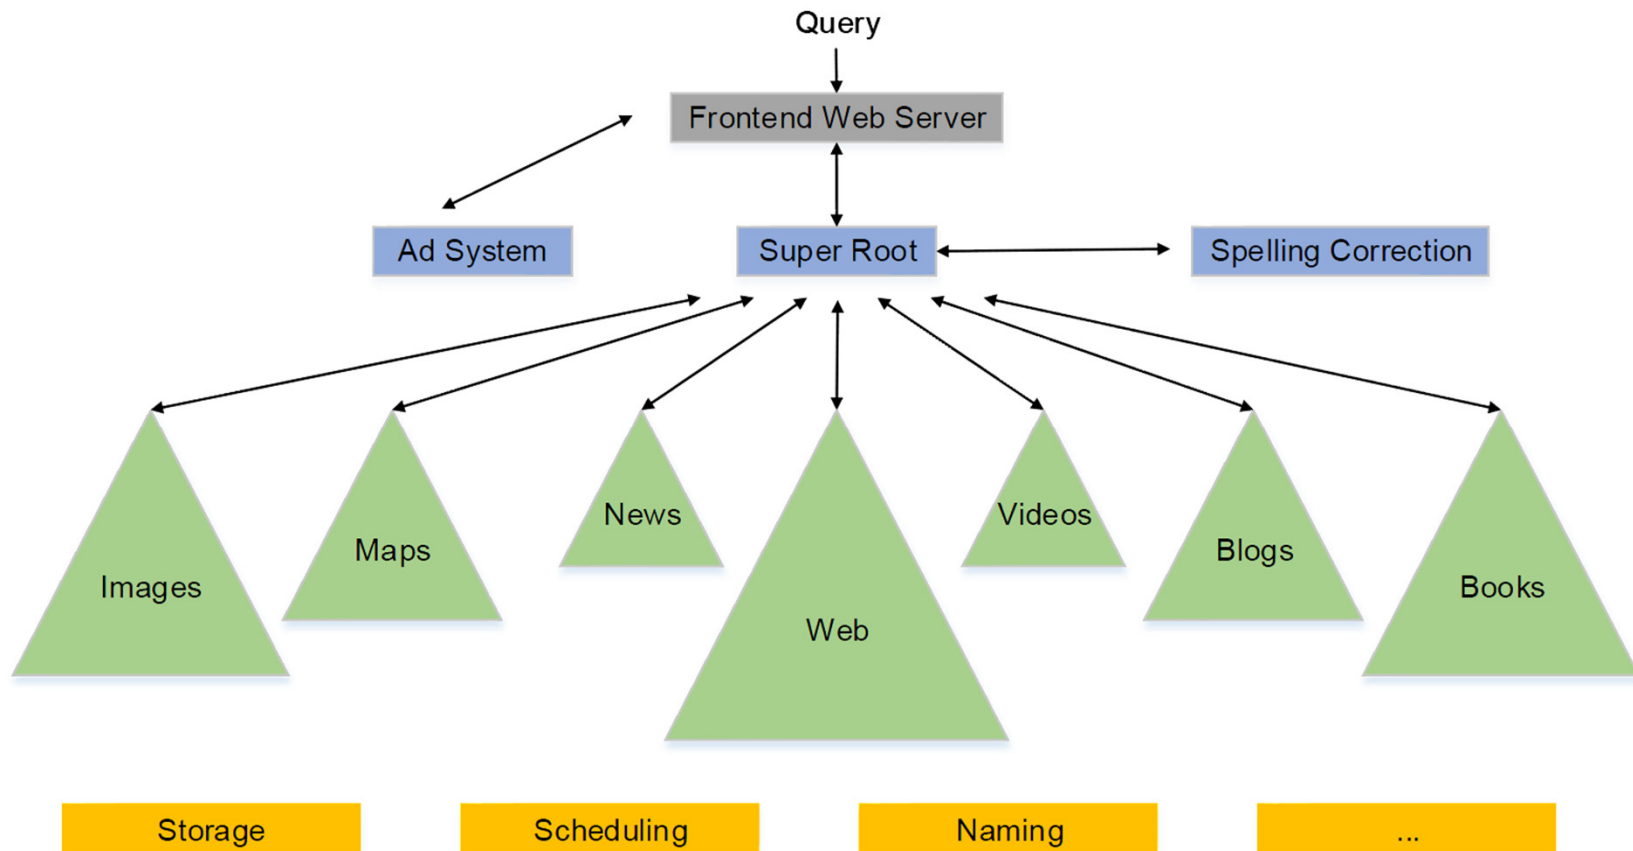 Query
Frontend Web Server
Ad System
Super Root
Spelling Correction
Images
Maps
News
Web
Videos
Blogs
Books
Storage
Scheduling
Naming
...